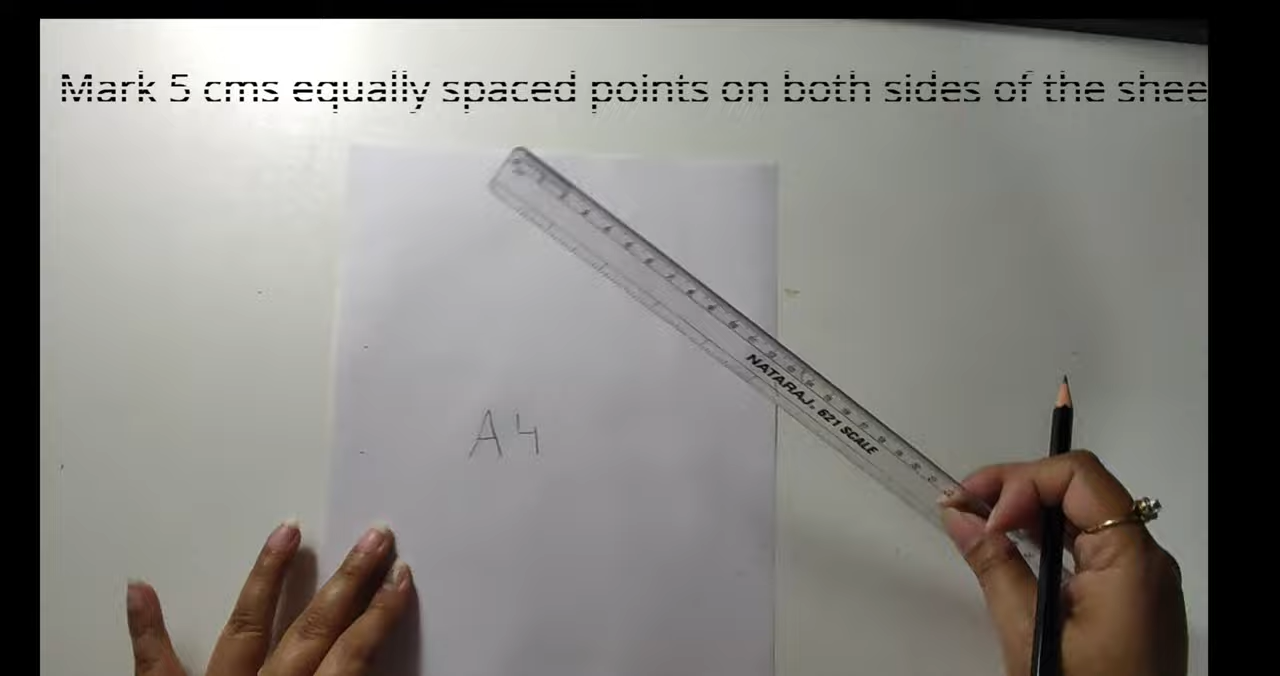 Mark 5 cms equally spaced points on both sides of the shee
NATARAJ. 621 SCALE
A4